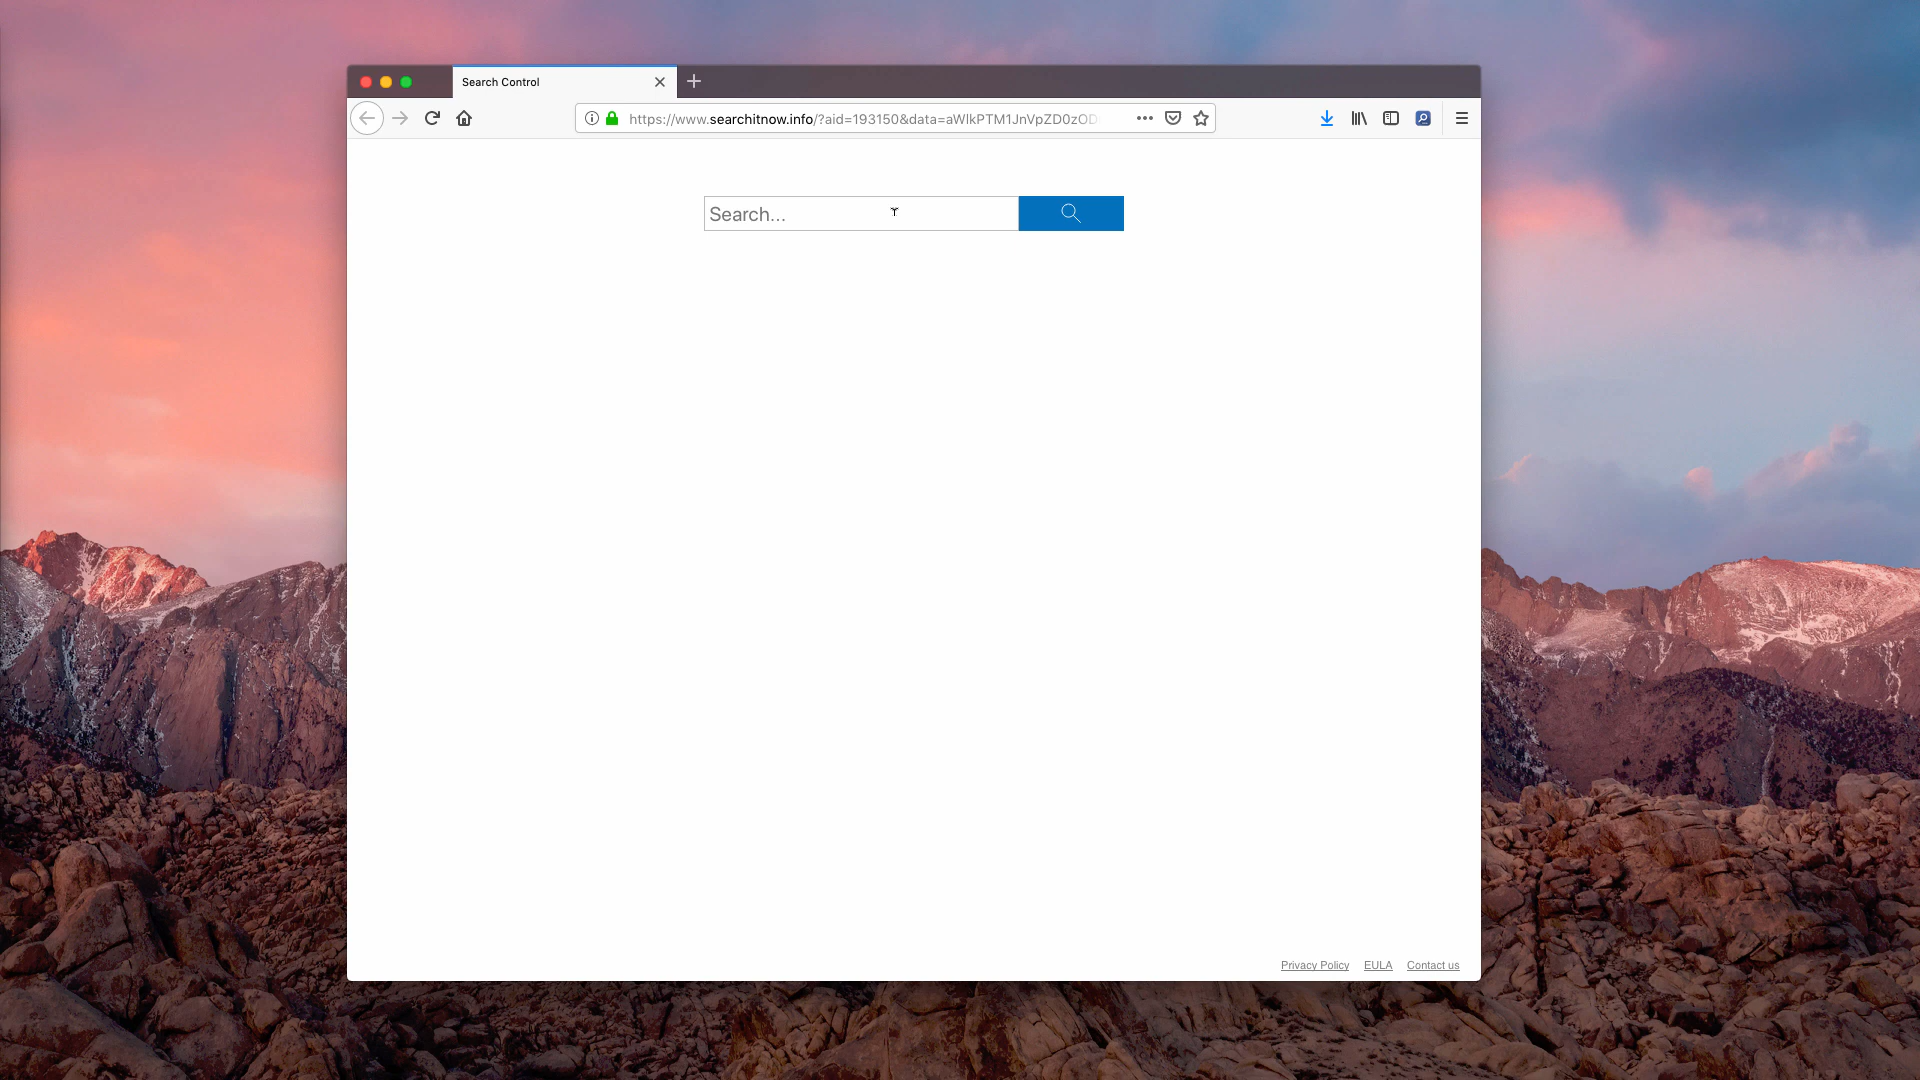 Search Control
https://www.searchitnow.info/?aid=193150&data=aWlkPTM1JnVpZD0zOD
Search...
Privacy Policy EULA Contact us